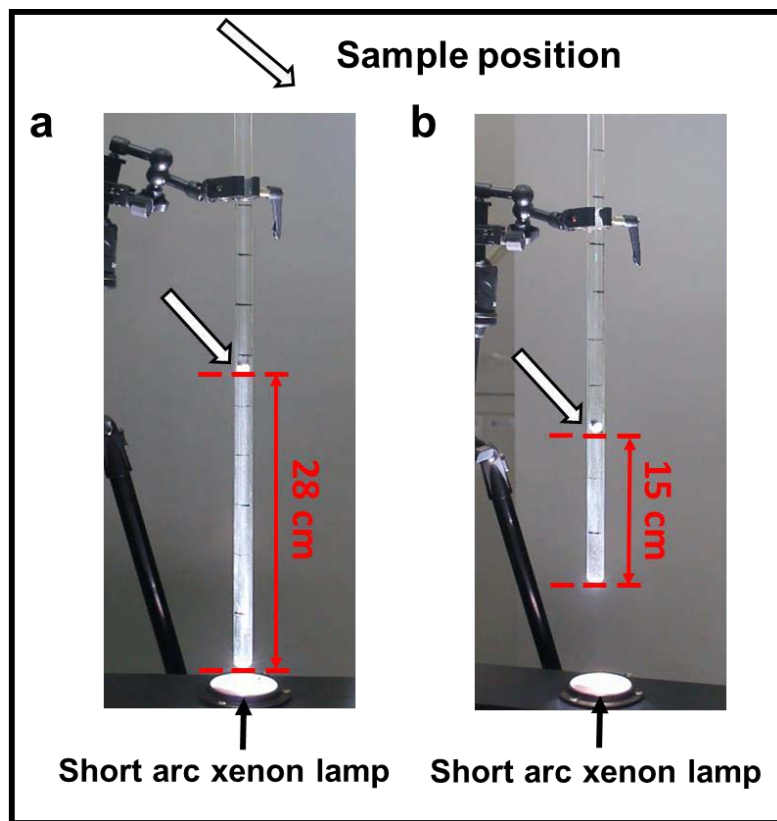 Sample position
a
b
28 cm
15 cm
Short arc xenon lamp
Short arc xenon lamp